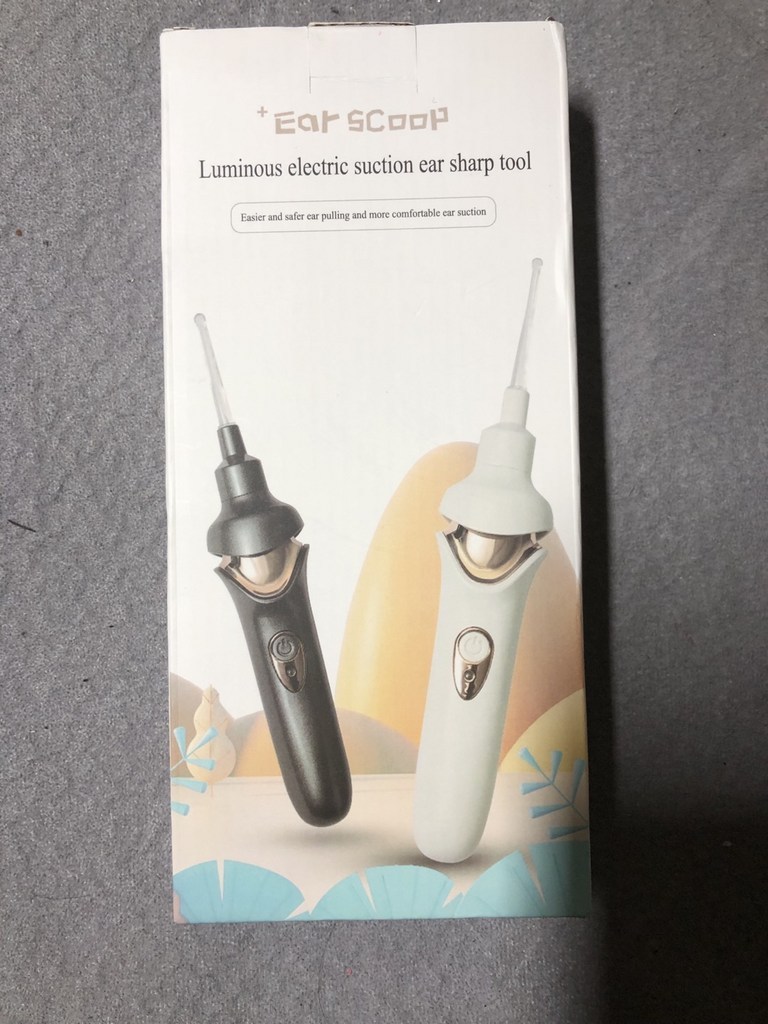 +Ear scoop
Luminous electric suction ear sharp tool
Easier and safer ear pulling and more comfortable ear suction